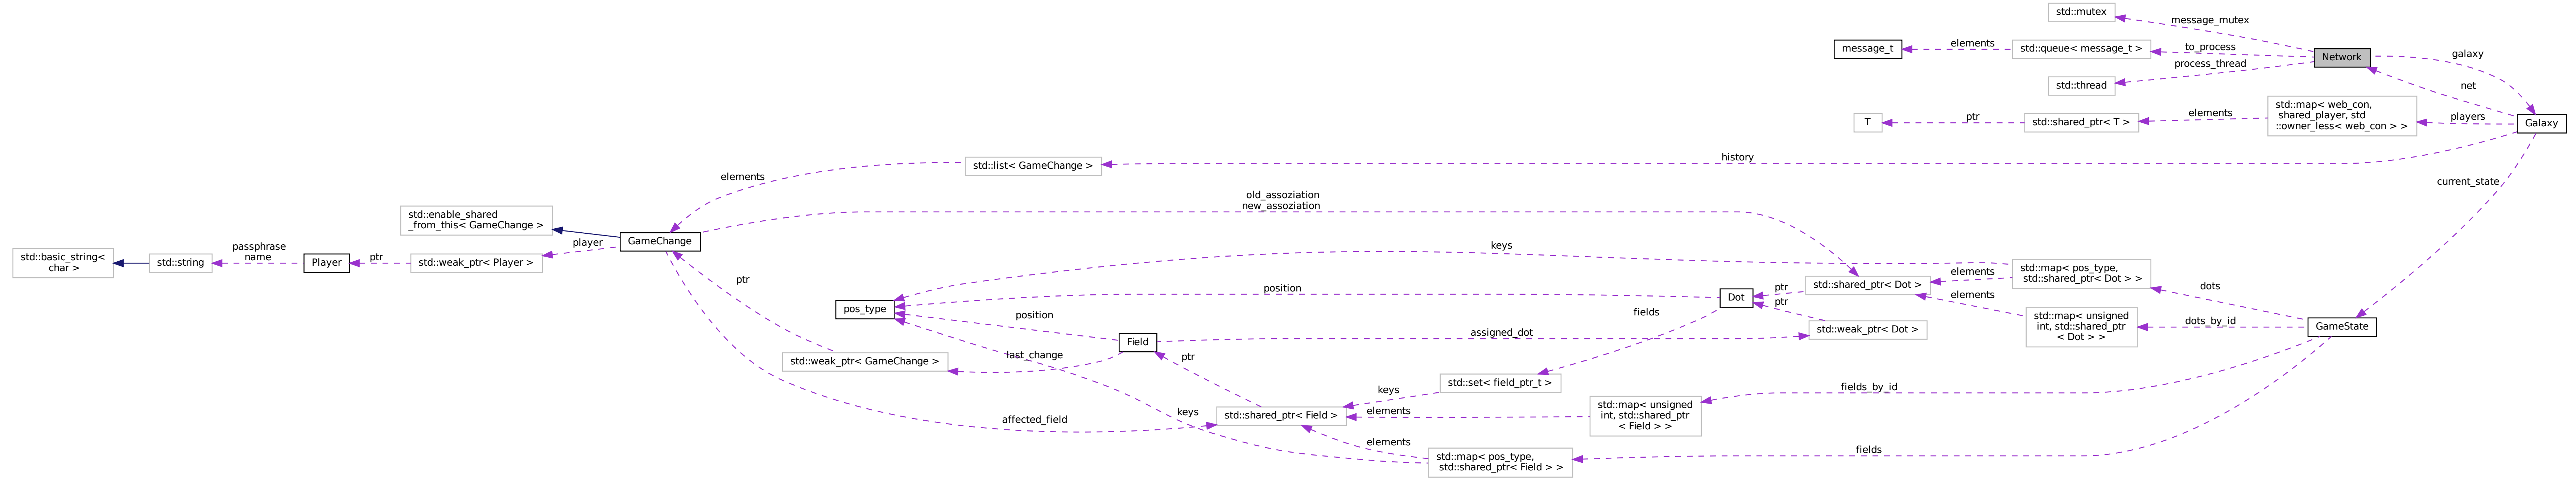 std::mutex
message_mutex
message_t
elements
std::queue< message_t >
to_process
Network
galaxy
process_thread
std::thread
net
T
ptr
std::shared_ptr< T >
elements
std::map< web_con,
shared_player, std
::owner_less< web_con > >
players
Galaxy
history
std::list< GameChange >
elements
current_state
old_assoziation
new_assoziation
std::enable_shared
_from_this< GameChange >
GameChange
player
std::basic_string<
char >
std::string
passphrase
name
Player
ptr
std::weak_ptr< Player >
keys
std::map< pos_type,
std::shared_ptr< Dot > >
elements
std::shared_ptr< Dot >
ptr
ptr
dots
position
Dot
elements
ptr
pos_type
position
fields
std::map< unsigned
int, std::shared_ptr
< Dot > >
dots_by_id
GameState
std::weak_ptr< Dot >
assigned_dot
Field
last_change
std::weak_ptr< GameChange >
ptr
std::set< field_ptr_t >
keys
fields_by_id
affected_field
keys
std::shared_ptr< Field >
elements
std::map< unsigned
int, std::shared_ptr
< Field > >
elements
std::map< pos_type,
std::shared_ptr< Field > >
fields